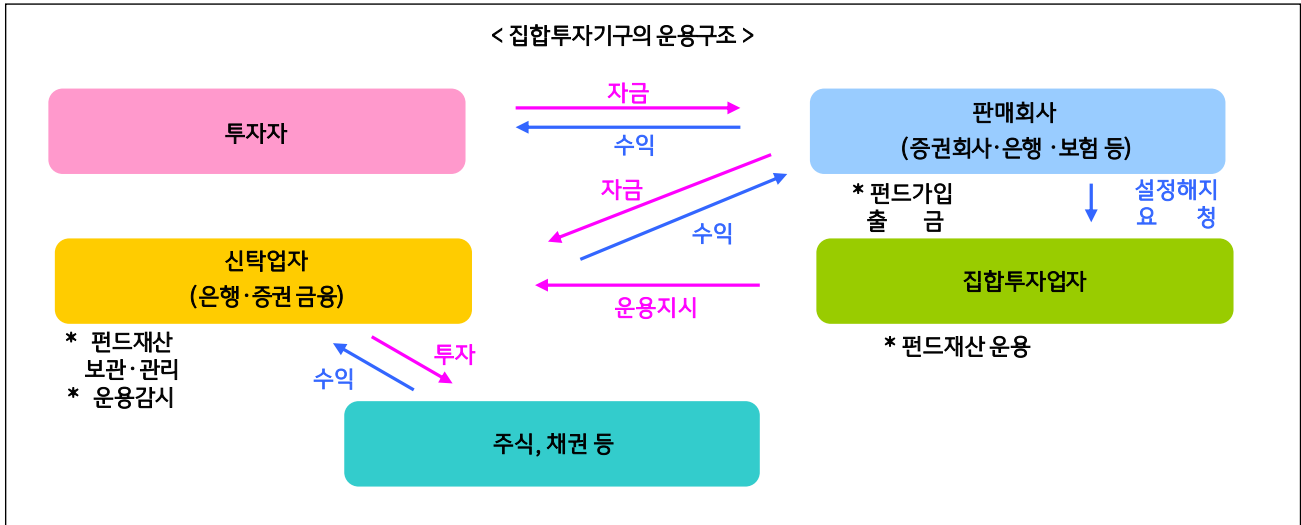 < 집합투자기구의 운용구조 >
자금
투자자
수익
판매회사
(증권회사·은행 ·보험 등)
자금
수익
* 펀드가입
출 금
설정해지
요 청
신탁업자
(은행·증권 금융)
운용지시
집합투자업자
* 펀드재산
보관·관리
* 운용감시
수익
투자
* 펀드재산 운용
주식, 채권 등